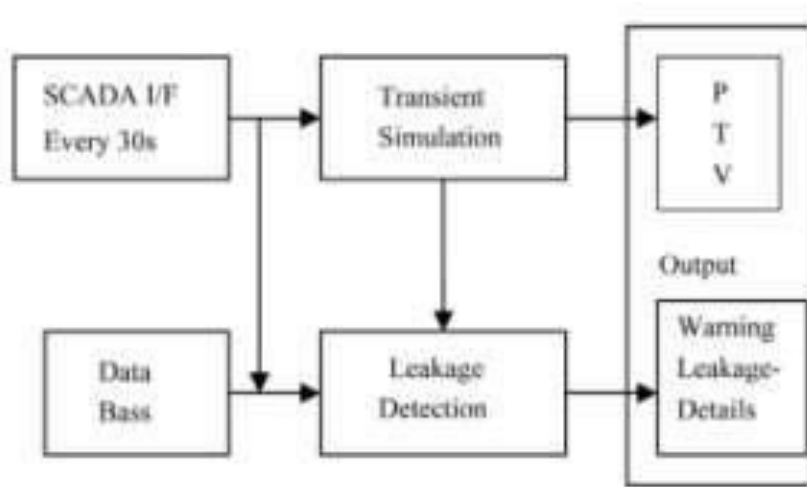 SCADA I/F
Every 30s
Transient
Simulation
P
T
V
Output
Data
Bass
Leakage
Detection
Warning
Leakage-
Details